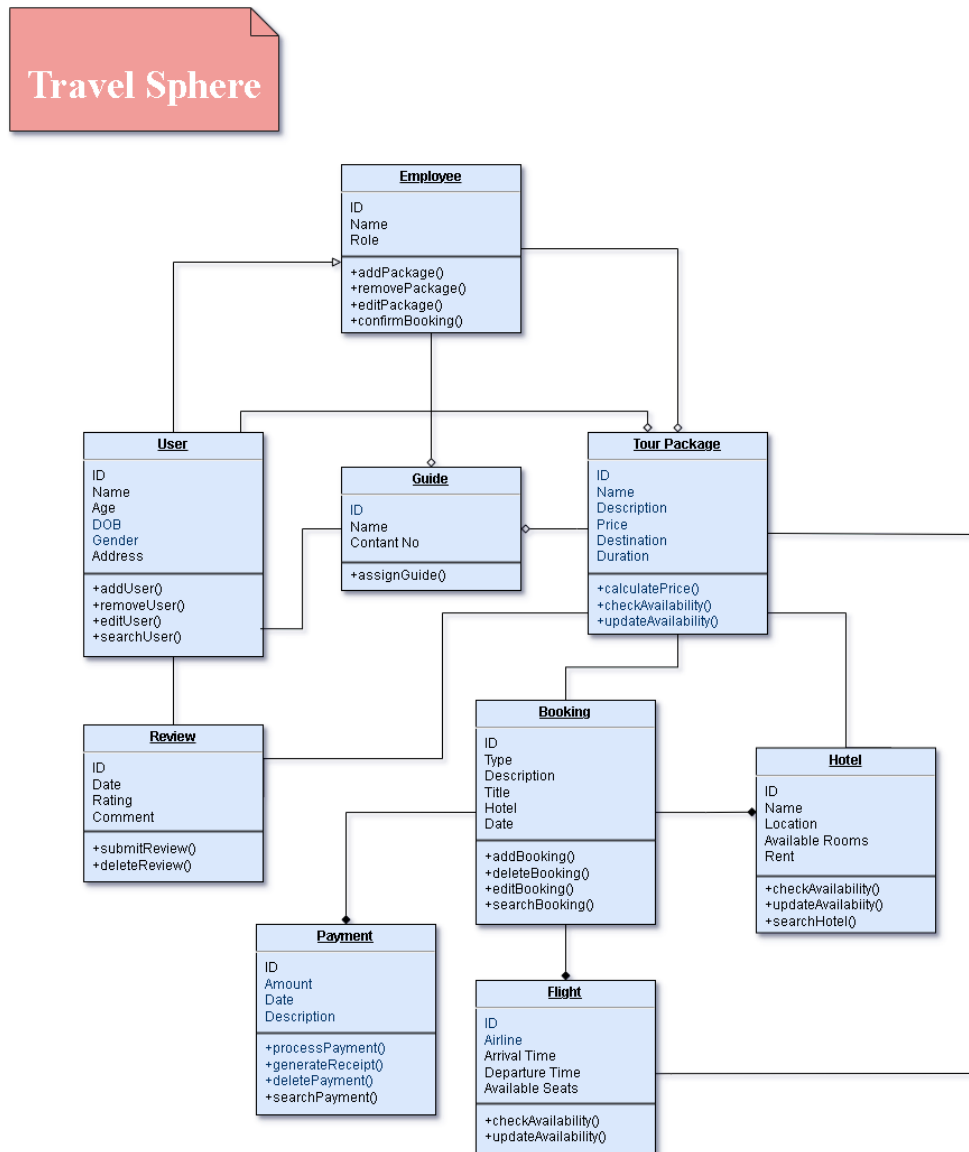 Travel Sphere
Employee
ID
Name
Role
+addPackage()
+removePackage()
+editPackage()
+confirmBooking()
User
ID
Name
Age
DOB
Gender
Address
+addUser()
+removeUser()
+editUser()
+searchUser()
Guide
ID
Name
Contant No
+assignGuide()
Tour Package
ID
Name
Description
Price
Destination
Duration
+calculatePrice()
+checkAvailability()
+updateAvailability()
Review
ID
Date
Rating
Comment
+submitReview()
+deleteReview()
Booking
ID
Type
Description
Title
Hotel
Date
+addBooking()
+deleteBooking()
+editBooking()
+searchBooking()
Hotel
ID
Name
Location
Available Rooms
Rent
+checkAvailability()
+updateAvailabiity()
+searchHotel()
Payment
ID
Amount
Date
Description
+processPayment()
+generateReceipt()
+deletePayment()
+searchPayment()
Flight
ID
Airline
Arrival Time
Departure Time
Available Seats
+checkAvailability()
+updateAvailability()